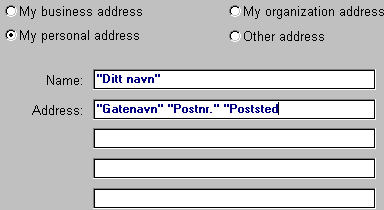 My business address My organization address
My personal address Other address
Name: "Ditt navn"
Address: "Gatenavn" "Postnr." "Poststed